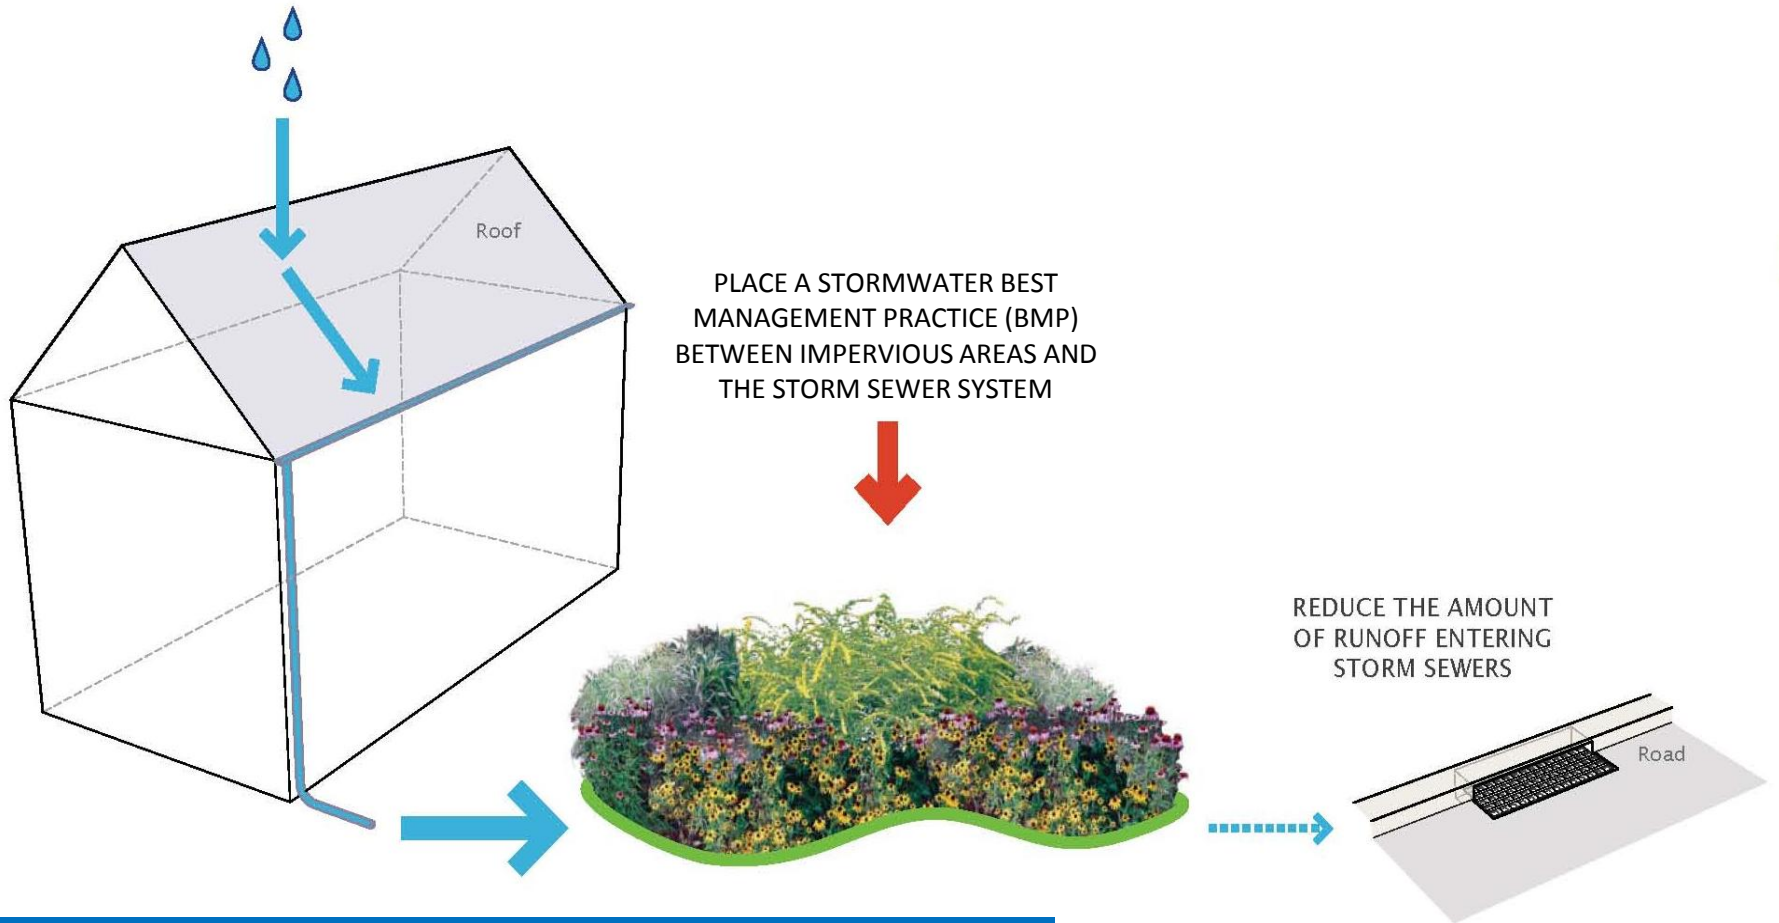 Roof
PLACE A STORMWATER BEST
MANAGEMENT PRACTICE (BMP)
BETWEEN IMPERVIOUS AREAS AND
THE STORM SEWER SYSTEM
REDUCE THE AMOUNT
OF RUNOFF ENTERING
STORM SEWERS
Road